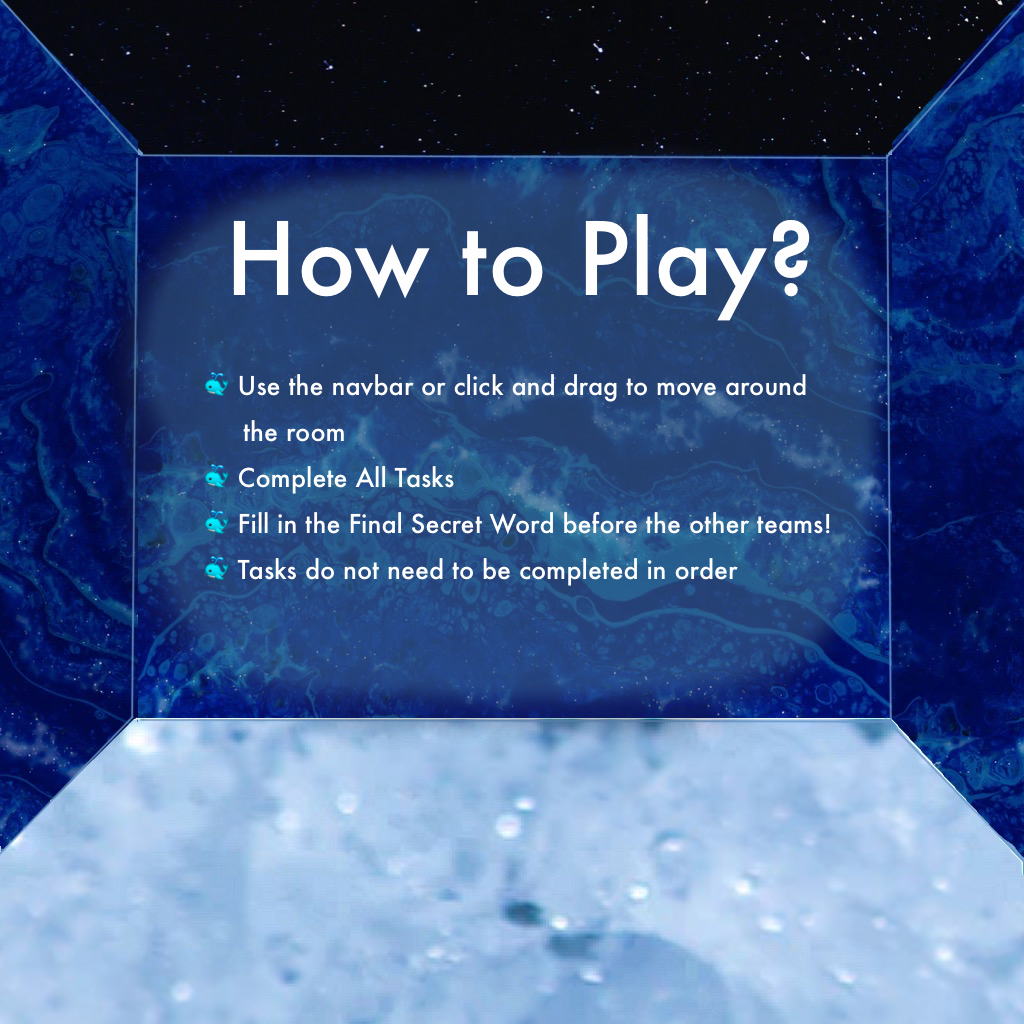 How to Play?
Use the navbar or click and drag to move around
the room
Complete All Tasks
Fill in the Final Secret Word before the other teams!
Tasks do not need to be completed in order